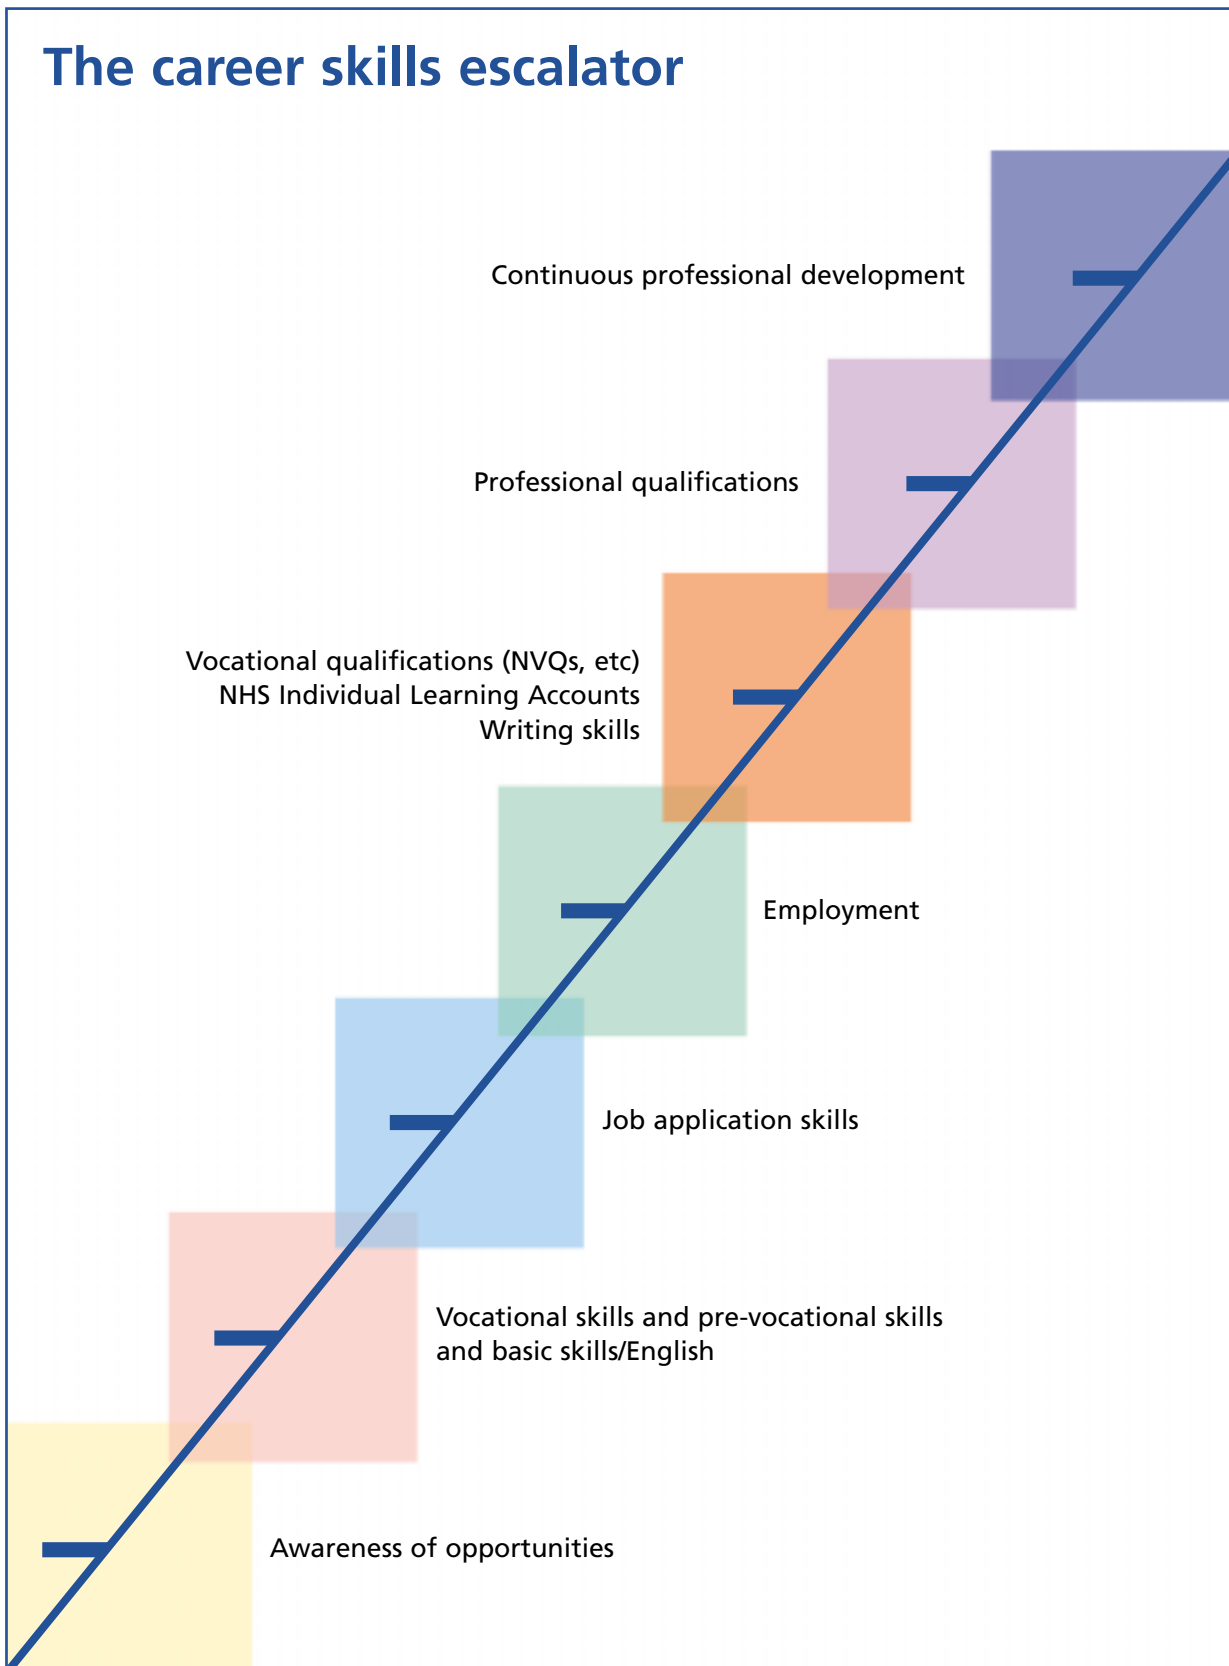 The career skills escalator
Continuous professional development
Professional qualifications
Vocational qualifications (NVQs, etc)
NHS Individual Learning Accounts
Writing skills
Employment
Job application skills
Vocational skills and pre-vocational skills
and basic skills/English
Awareness of opportunities